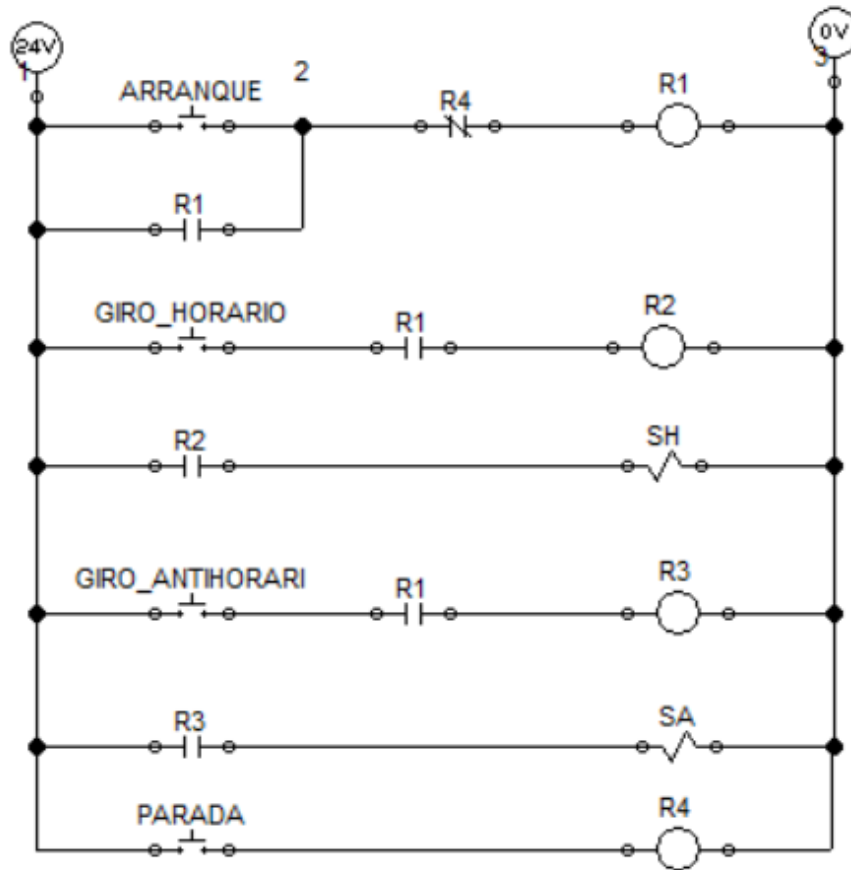 24V
0V
1
2
3
ARRANQUE
R4
R1
R1
GIRO_HORARIO
R1
R2
R2
SH
GIRO_ANTIHORARI
R1
R3
R3
SA
PARADA
R4